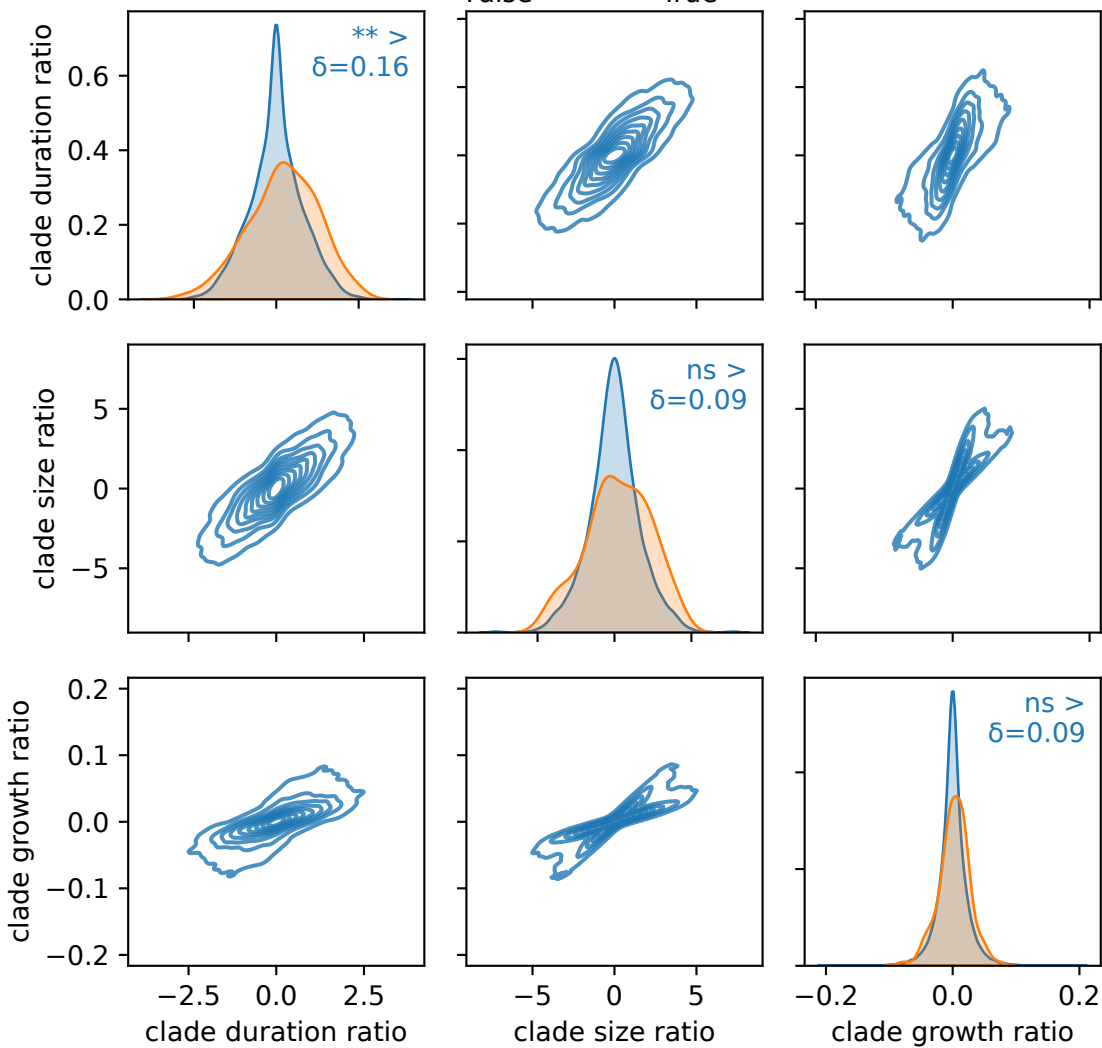 True
clade duration ratio
0.6
0.4
0.2
0.0
** >
δ=0.16
clade size ratio
5
0
−5
ns >
δ=0.09
clade growth ratio
0.2
0.1
0.0
−0.1
−0.2
ns >
δ=0.09
−2.5 0.0 2.5
−5 0 5
−0.2 0.0 0.2
clade duration ratio
clade size ratio
clade growth ratio